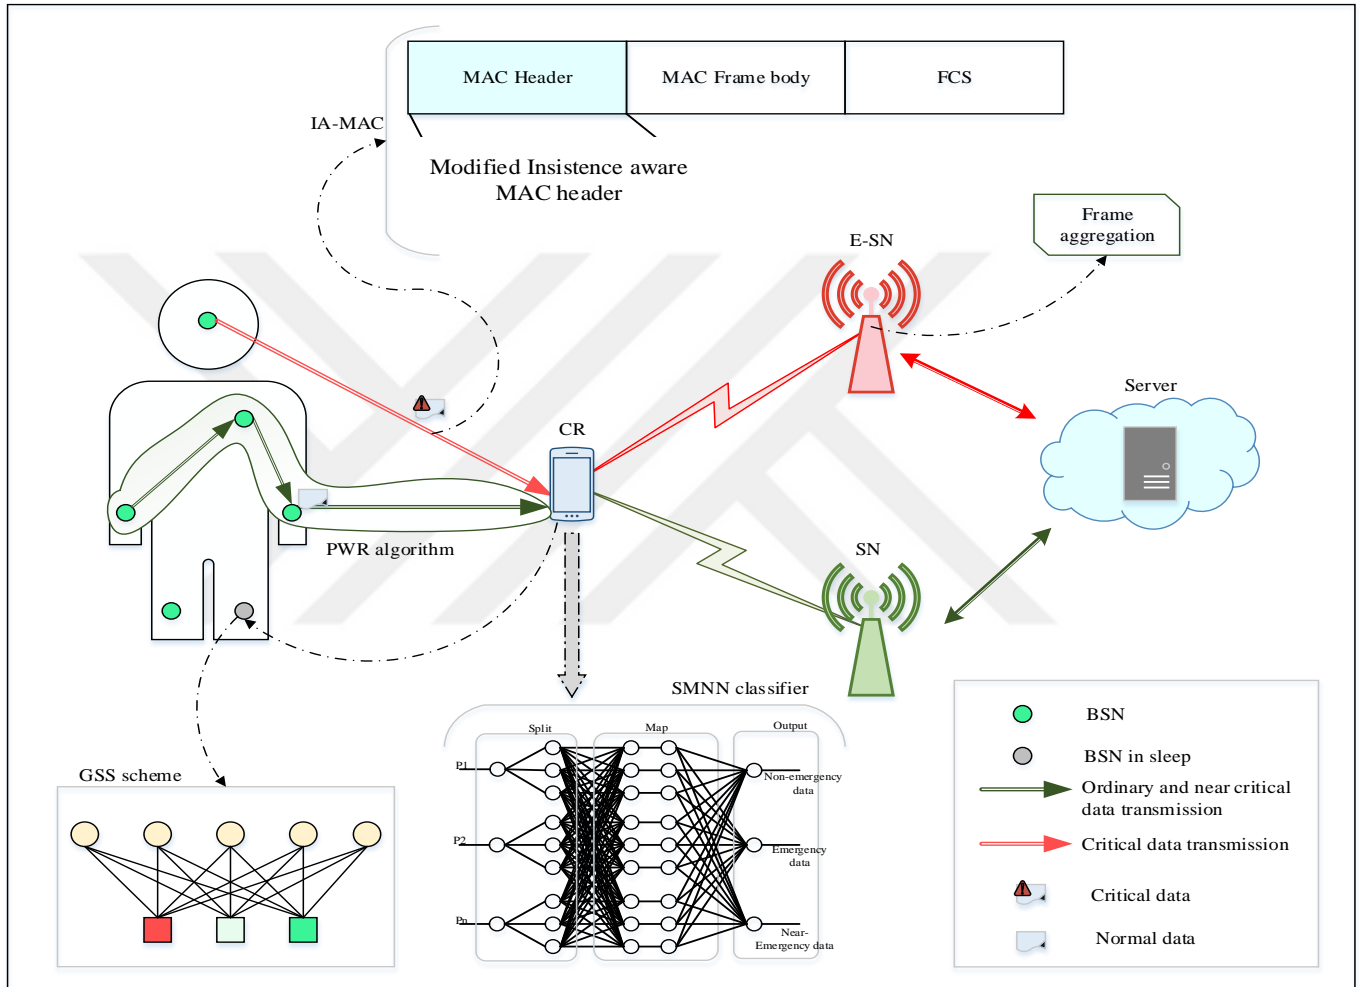 MAC Header
MAC Frame body
FCS
IA-MAC
Modified Insistence aware
MAC header
Frame
aggregation
E-SN
Server
CR
PWR algorithm
SN
SMNN classifier
Split
Map
Output
P1
P2
Pn
Non-emergency
data
Emergency
data
Near-
Emergency data
GSS scheme
BSN
BSN in sleep
Ordinary and near critical
data transmission
Critical data transmission
Critical data
Normal data